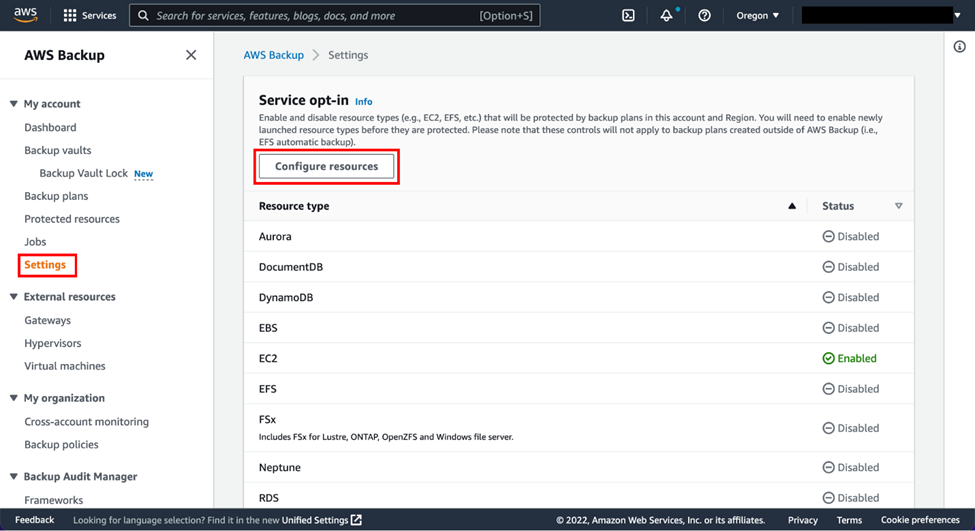 aws
Services
Search for services, features, blogs, docs, and more
[Option+S]
Oregon ▼
AWS Backup
My account
Dashboard
Backup vaults
Backup Vault Lock New
Backup plans
Protected resources
Jobs
Settings
External resources
Gateways
Hypervisors
Virtual machines
My organization
Cross-account monitoring
Backup policies
Backup Audit Manager
Frameworks
AWS Backup > Settings
Service opt-in Info
Enable and disable resource types (e.g., EC2, EFS, etc.) that will be protected by backup plans in this account and Region. You will need to enable newly
launched resource types before they are protected. Please note that these controls will not apply to backup plans created outside of AWS Backup (i.e.,
EFS automatic backup).
Configure resources
Resource type Status
Aurora Disabled
DocumentDB Disabled
DynamoDB Disabled
EBS Disabled
EC2 Enabled
EFS Disabled
FSx
Includes FSx for Lustre, ONTAP, OpenZFS and Windows file server.
Disabled
Neptune Disabled
RDS Disabled
Feedback
Looking for language selection? Find it in the new Unified Settings
© 2022, Amazon Web Services, Inc. or its affiliates.
Privacy
Terms
Cookie preferences